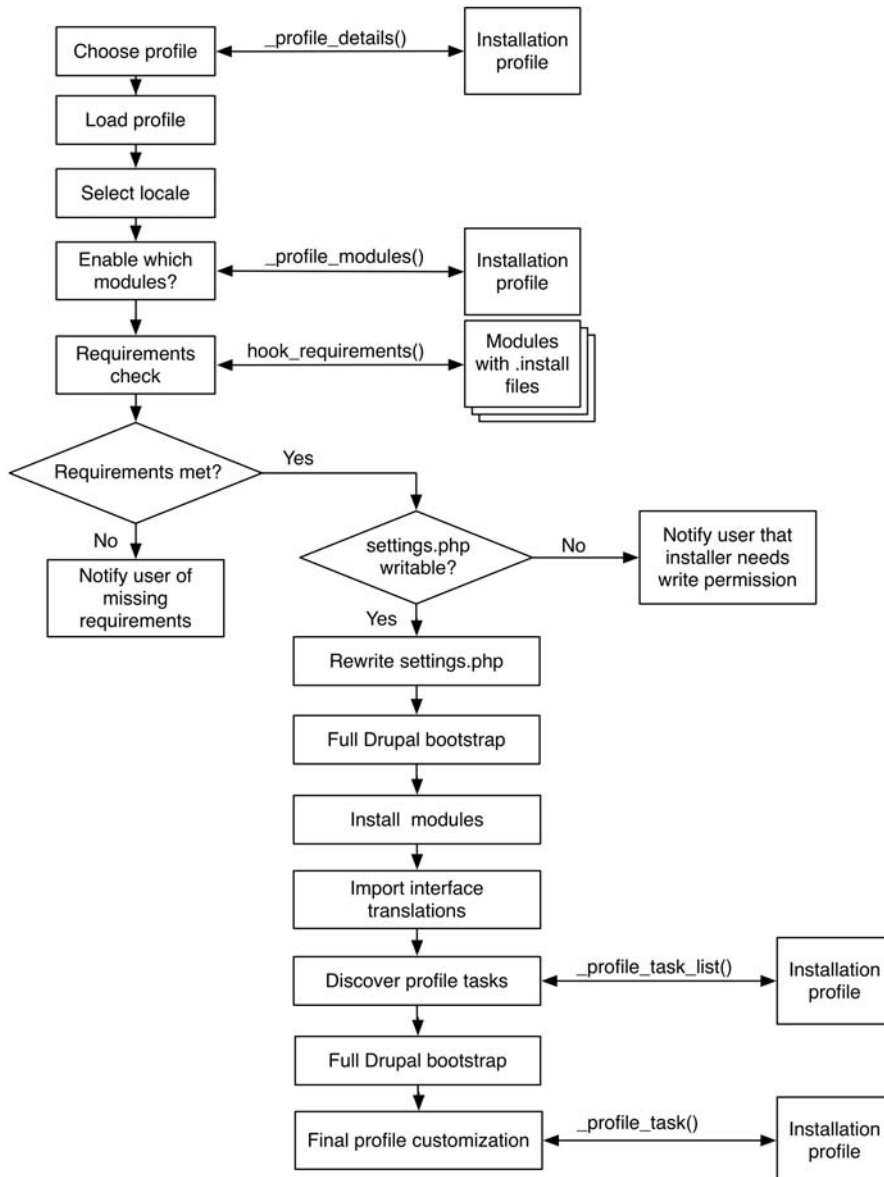 Choose profile
_profile_details()
Installation
profile
Load profile
Select locale
Enable which
modules?
_profile_modules()
Installation
profile
Requirements
check
hook_requirements()
Modules
with .install
files
Requirements met?
Yes
No
Notify user of
missing
requirements
settings.php
writable?
No
Notify user that
installer needs
write permission
Yes
Rewrite settings.php
Full Drupal bootstrap
Install modules
Import interface
translations
Discover profile tasks
_profile_task_list()
Installation
profile
Full Drupal bootstrap
Final profile customization
_profile_task()
Installation
profile